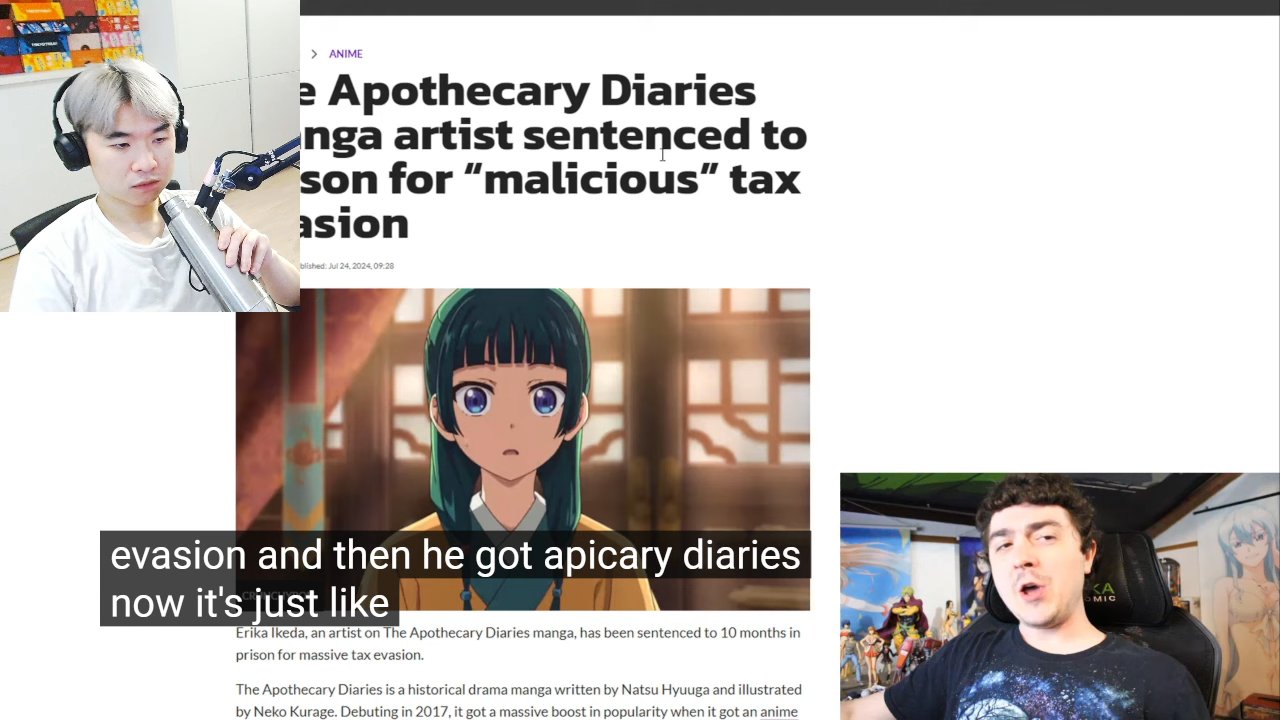 ANIME
e Apothecary Diaries
nga artist sentenced to
son for “malicious” tax
asion
blished: Jul 24, 2024, 09:28
evasion and then he got apicary diaries
now it's just like
Erika Ikeda, an artist on The Apothecary Diaries manga, has been sentenced to 10 months in
prison for massive tax evasion.
The Apothecary Diaries is a historical drama manga written by Natsu Hyuuga and illustrated
by Neko Kurage. Debuting in 2017, it got a massive boost in popularity when it got an anime
KA
OMIC